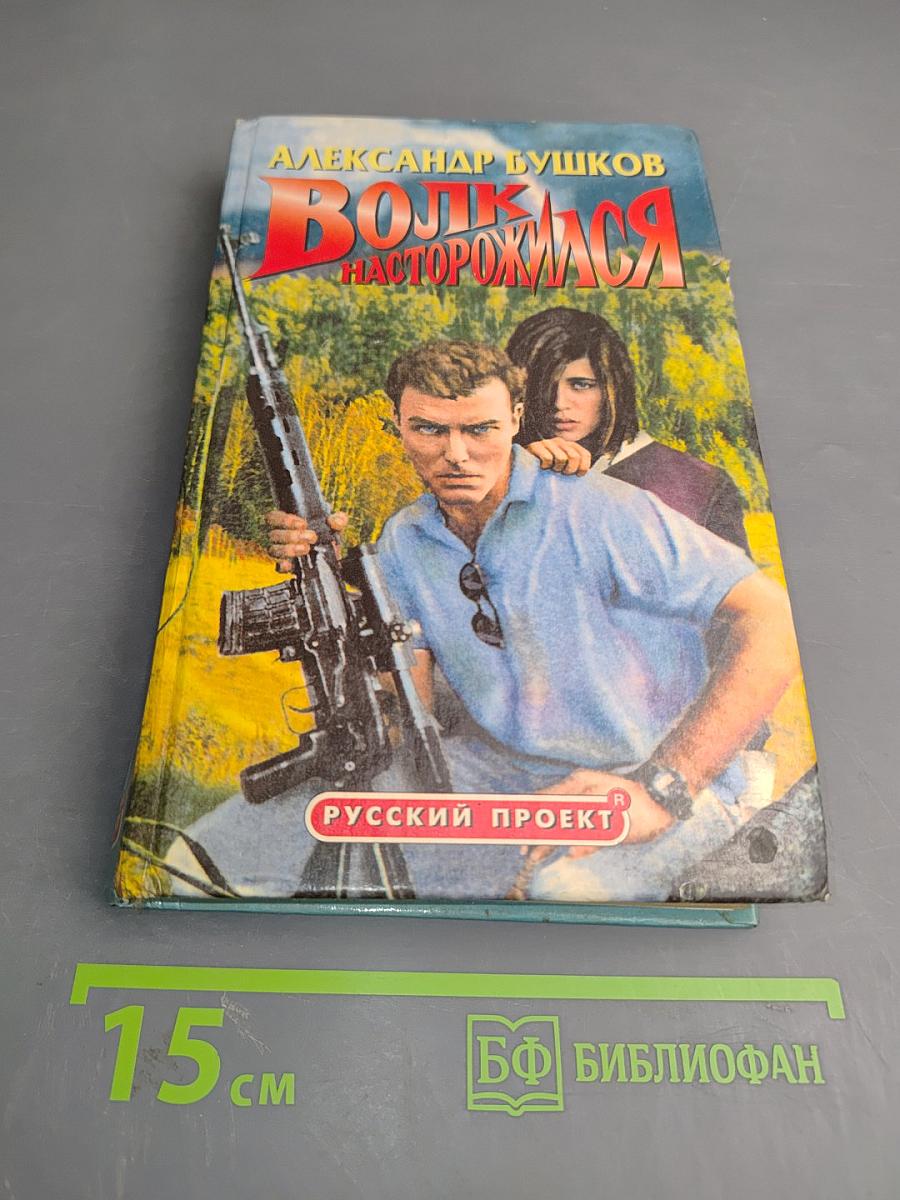 АЛЕКСАНДР БУШКОВ
ВОЛК
НАСТОРОЖИЛСЯ
РУССКИЙ ПРОЕКТ ®
15 см
БФ БИБЛИОФАН